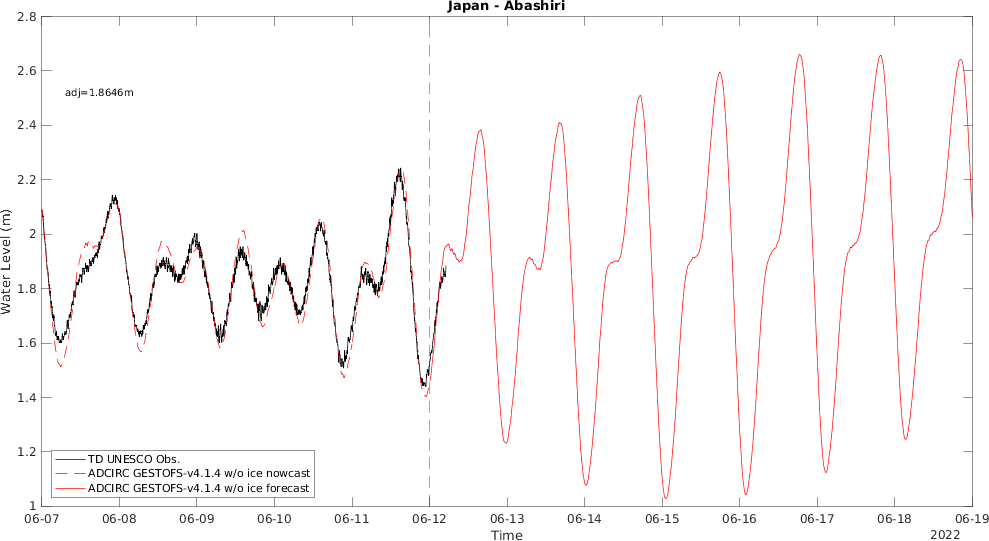 Japan - Abashiri
2.8
2.6
2.4
2.2
2
1.8
1.6
1.4
1.2
1
Water Level (m)
adj=1.8646m
TD UNESCO Obs.
ADCIRC GESTOFS-v4.1.4 w/o ice nowcast
ADCIRC GESTOFS-v4.1.4 w/o ice forecast
06-07 06-08 06-09 06-10 06-11 06-12 06-13 06-14 06-15 06-16 06-17 06-18 06-19
Time
2022